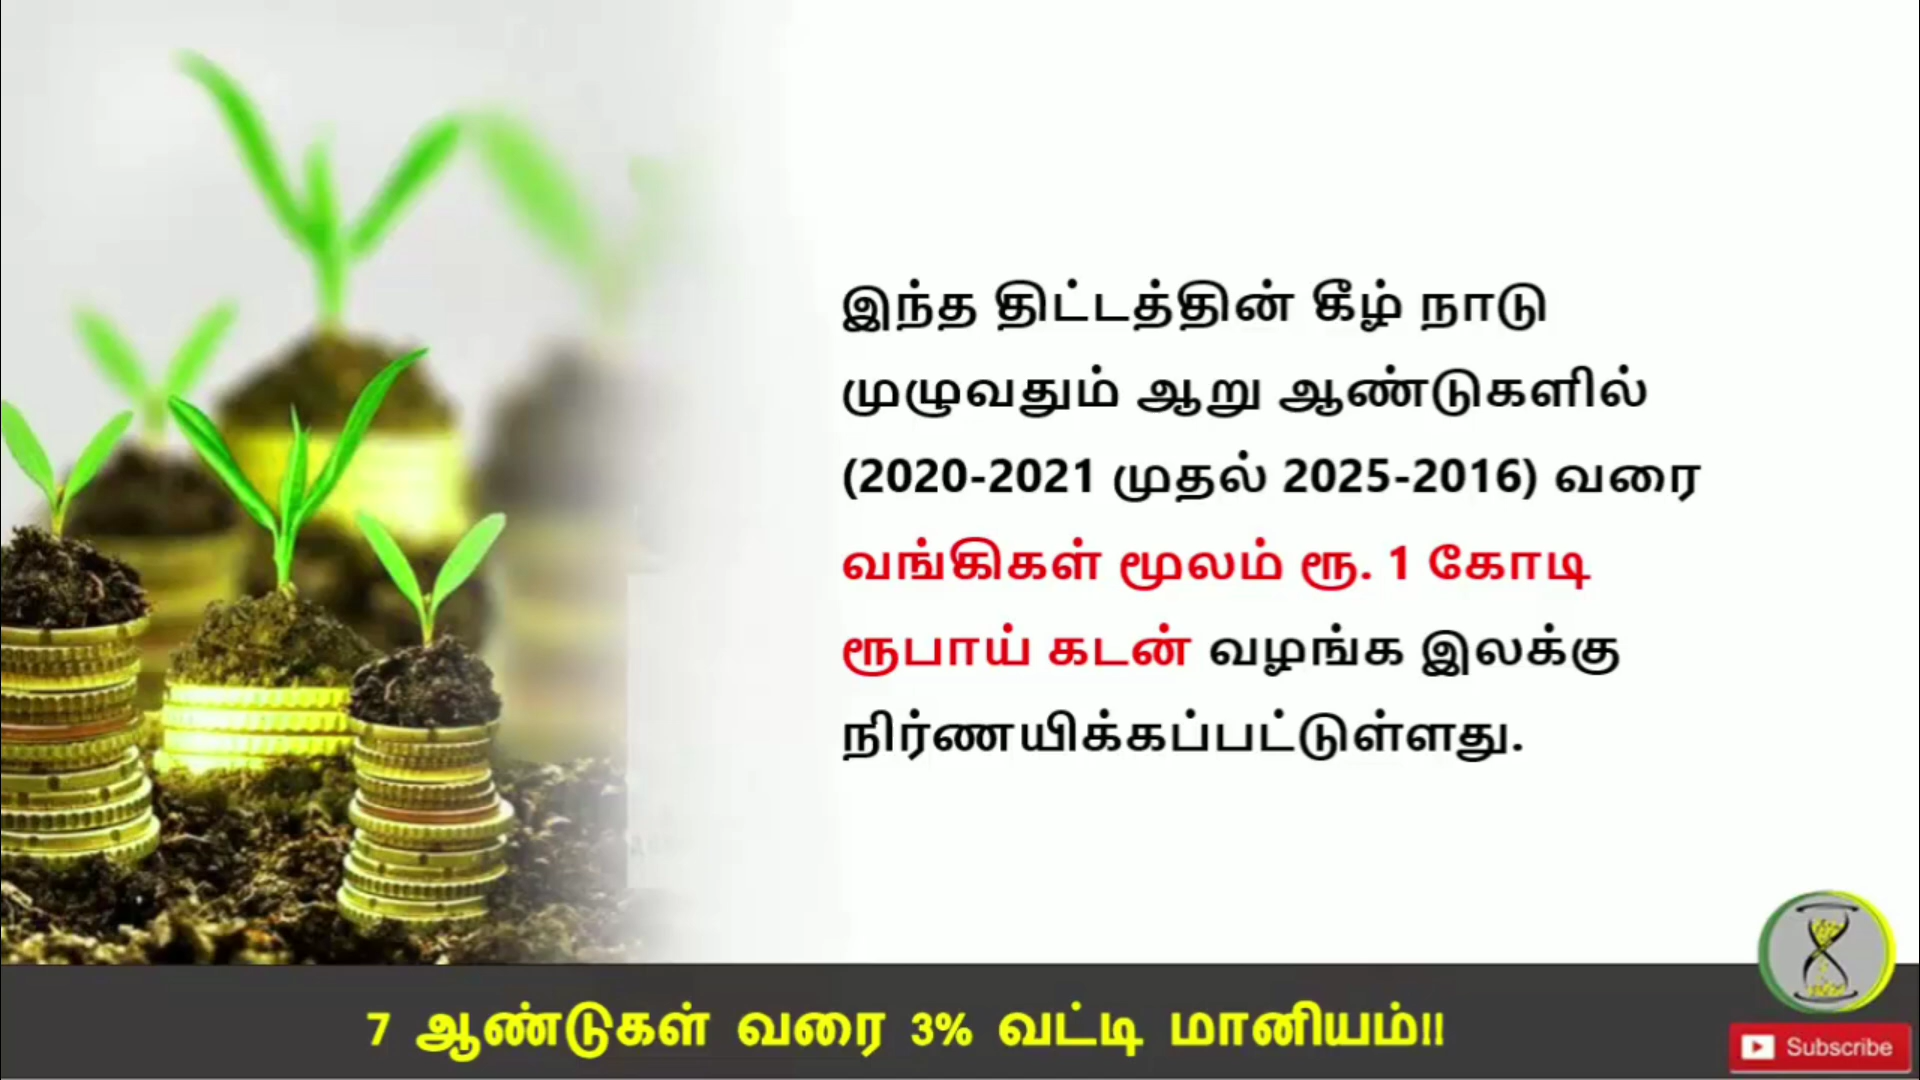 இந்த திட்டத்தின் கீழ் நாடு
முழுவதும் ஆறு ஆண்டுகளில்
(2020-2021 முதல் 2025-2016) வரை
வங்கிகள் மூலம் ரூ. 1 கோடி
ரூபாய் கடன் வழங்க இலக்கு
நிர்ணயிக்கப்பட்டுள்ளது.
7 ஆண்டுகள் வரை 3% வட்டி மானியம்!!
Subscribe